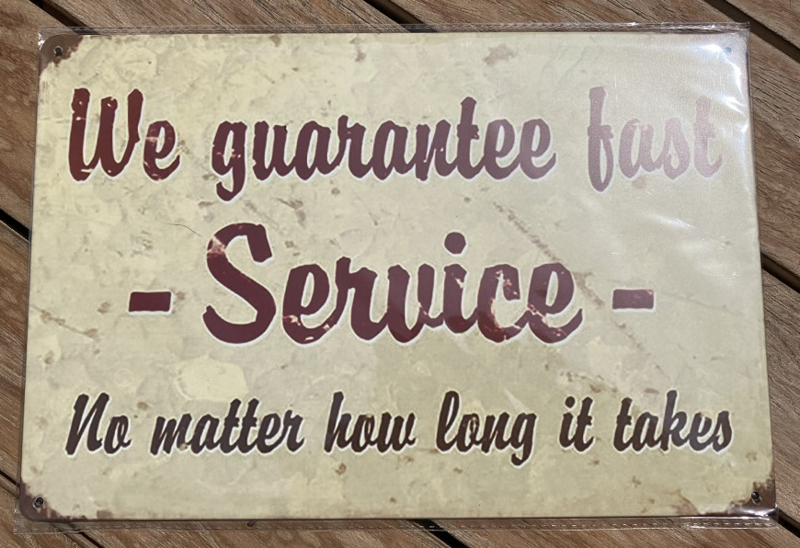 We guarantee fast
- Service -
No matter how long it takes